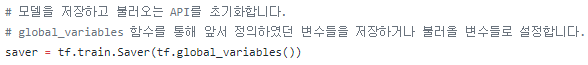 # 모델을 저장하고 불러오는 API를 초기화합니다.
# global_variables 함수를 통해 앞서 정의하였던 변수들을 저장하거나 불러올 변수들로 설정합니다.
saver = tf.train.Saver(tf.global_variables())